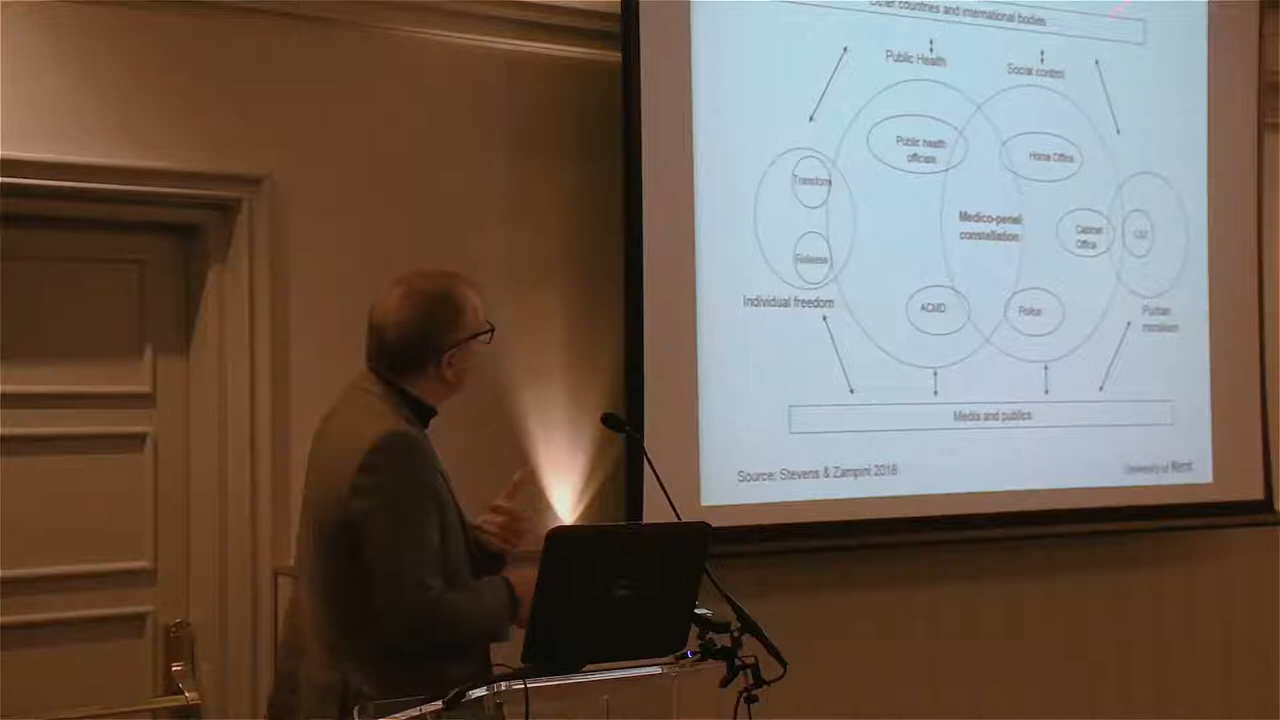 Other countries and international bodies
Public Health
Social control
Public health
officials
Home Office
Transform
Medico-penal
constellation
Cabinet
Office
Release
Individual freedom
ACMD
Police
Puritan
moralism
Media and publics
Source: Stevens & Zampini 2018
University of Kent